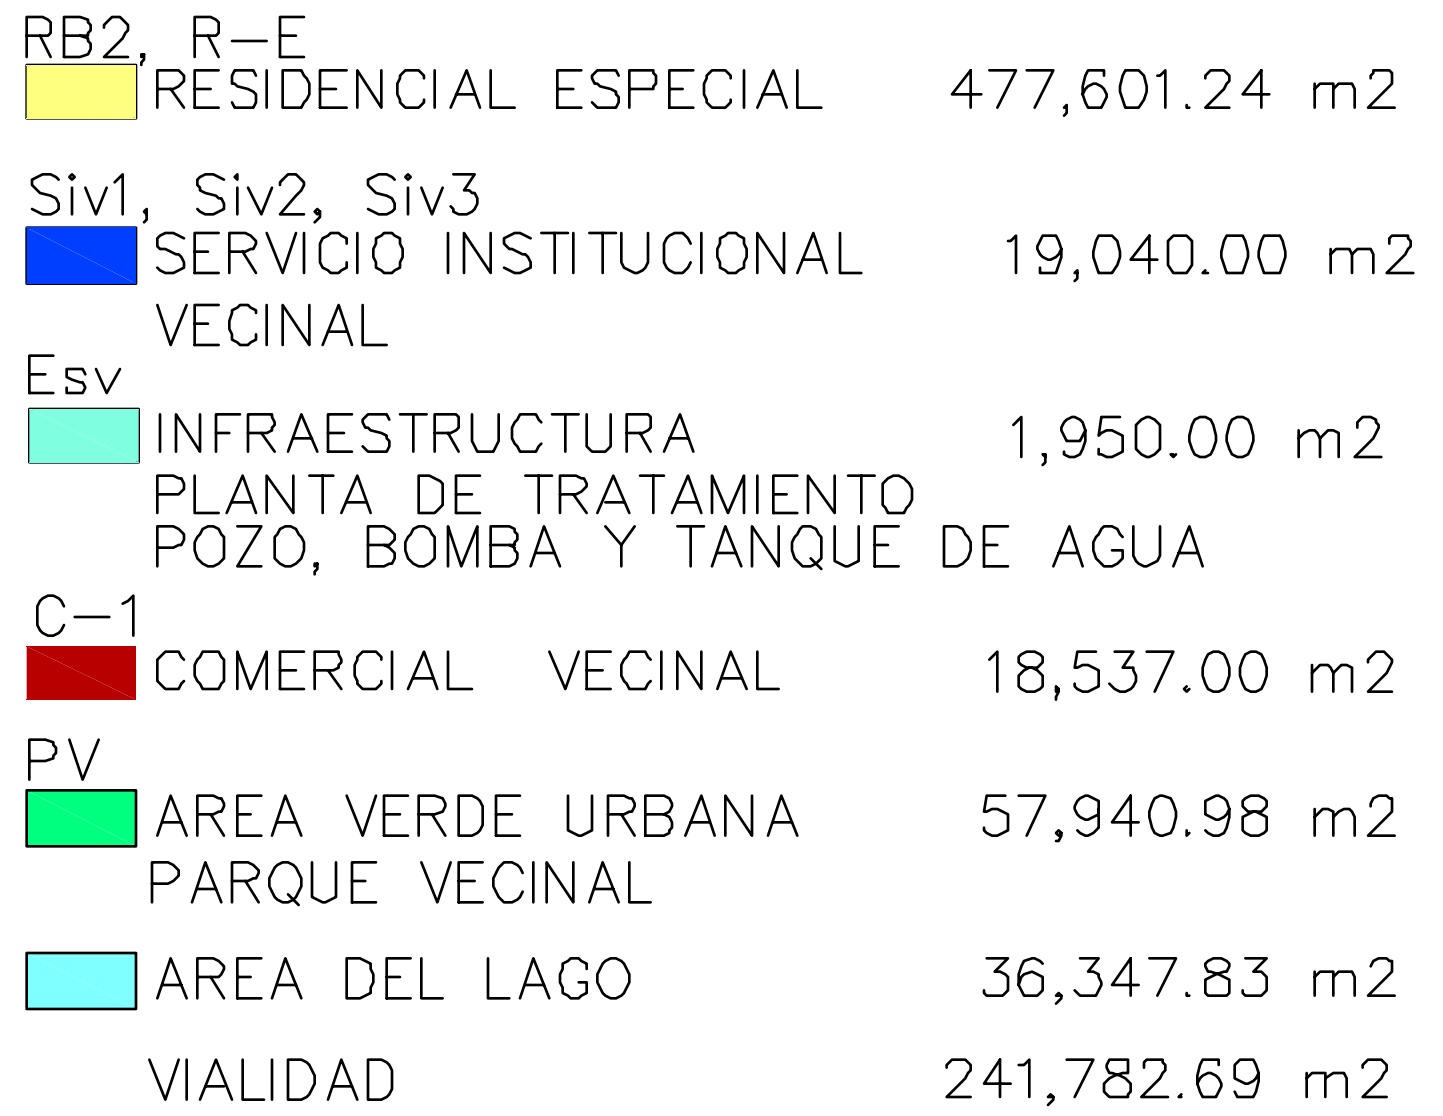 RB2, R-E
RESIDENCIAL ESPECIAL 477,601.24 m2
Siv1, Siv2, Siv3
SERVICIO INSTITUCIONAL 19,040.00 m2
VECINAL
Esv
INFRAESTRUCTURA 1,950.00 m2
PLANTA DE TRATAMIENTO
POZO, BOMBA Y TANQUE DE AGUA
C-1
COMERCIAL VECINAL 18,537.00 m2
PV
AREA VERDE URBANA 57,940.98 m2
PARQUE VECINAL
AREA DEL LAGO 36,347.83 m2
VIALIDAD 241,782.69 m2